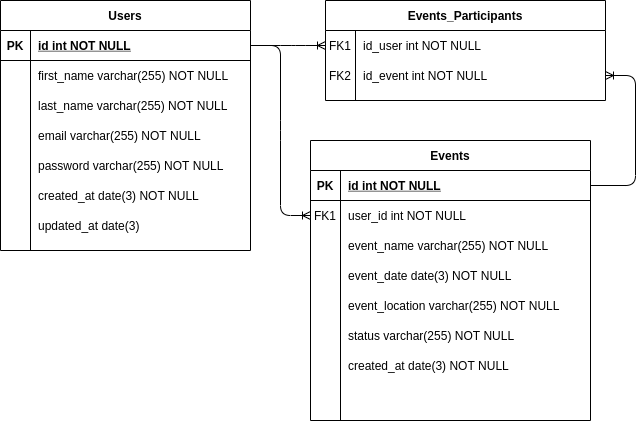 Users
PK id int NOT NULL
first_name varchar(255) NOT NULL
last_name varchar(255) NOT NULL
email varchar(255) NOT NULL
password varchar(255) NOT NULL
created_at date(3) NOT NULL
updated_at date(3)
Events_Participants
FK1 id_user int NOT NULL
FK2 id_event int NOT NULL
Events
PK id int NOT NULL
FK1 user_id int NOT NULL
event_name varchar(255) NOT NULL
event_date date(3) NOT NULL
event_location varchar(255) NOT NULL
status varchar(255) NOT NULL
created_at date(3) NOT NULL